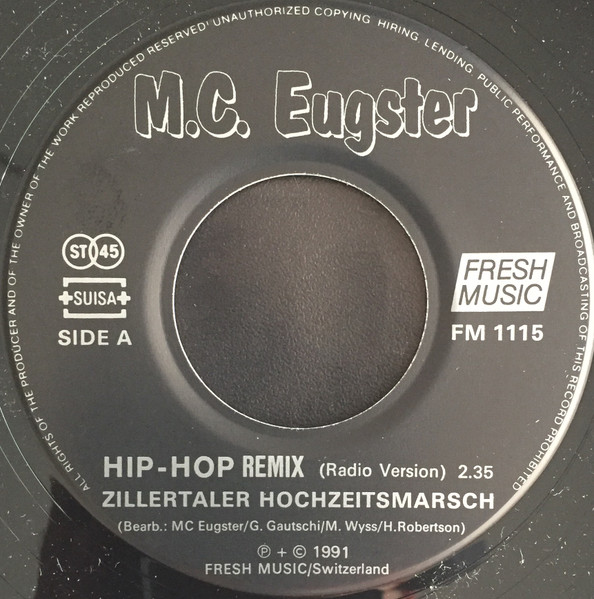 ALL RIGHTS OF THE PRODUCER AND OF THE OWNER OF THE WORK REPRODUCED RESERVED! UNAUTHORIZED COPYING HIRING LENDING PUBLIC PERFORMANCE AND BROADCASTING OF THIS RECORD PROHIBITED
M.C. Eugster
ST 45
SUISA
SIDE A
FRESH
MUSIC
FM 1115
HIP-HOP REMIX (Radio Version) 2.35
ZILLERTALER HOCHZEITSMARSCH
(Bearb.: MC Eugster/G. Gautschi/M. Wyss/H.Robertson)
℗ + © 1991
FRESH MUSIC/Switzerland